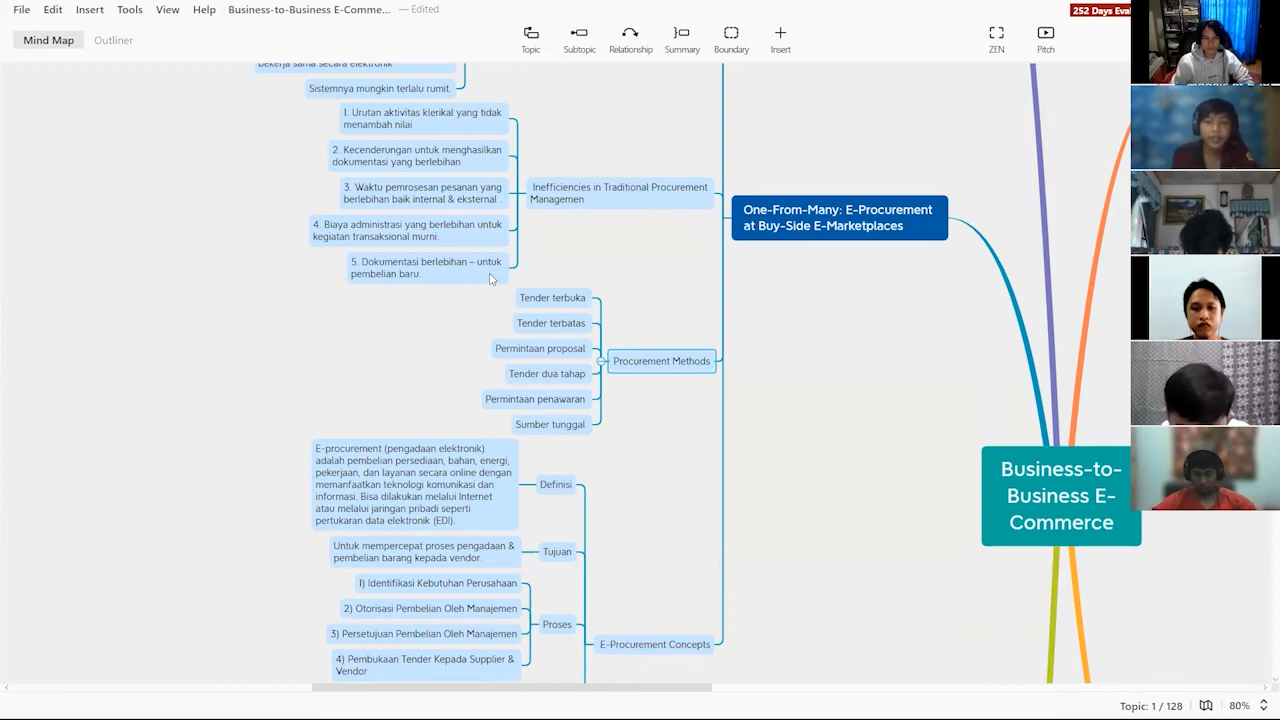 File
Edit
Insert
Tools
View
Help
Business-to-Business E-Comme...
— Edited
252 Days
Mind Map
Outliner
Topic
Subtopic
Relationship
Summary
Boundary
Insert
ZEN
Pitch
bekerja sama secara elektronik
Sistemnya mungkin terlalu rumit.
1. Urutan aktivitas klerikal yang tidak
menambah nilai
2. Kecenderungan untuk menghasilkan
dokumentasi yang berlebihan
3. Waktu pemrosesan pesanan yang
berlebihan baik internal & eksternal .
4. Biaya administrasi yang berlebihan untuk
kegiatan transaksional murni.
5. Dokumentasi berlebihan – untuk
pembelian baru.
Inefficiencies in Traditional Procurement
Managemen
One-From-Many: E-Procurement
at Buy-Side E-Marketplaces
Tender terbuka
Tender terbatas
Permintaan proposal
Tender dua tahap
Permintaan penawaran
Sumber tunggal
Procurement Methods
E-procurement (pengadaan elektronik)
adalah pembelian persediaan, bahan, energi,
pekerjaan, dan layanan secara online dengan
memanfaatkan teknologi komunikasi dan
informasi. Bisa dilakukan melalui Internet
atau melalui jaringan pribadi seperti
pertukaran data elektronik (EDI).
Definisi
Untuk mempercepat proses pengadaan &
pembelian barang kepada vendor.
Tujuan
1) Identifikasi Kebutuhan Perusahaan
2) Otorisasi Pembelian Oleh Manajemen
3) Persetujuan Pembelian Oleh Manajemen
4) Pembukaan Tender Kepada Supplier &
Vendor
Proses
E-Procurement Concepts
Business-to-
Business E-
Commerce
Topic: 1 / 128
80%